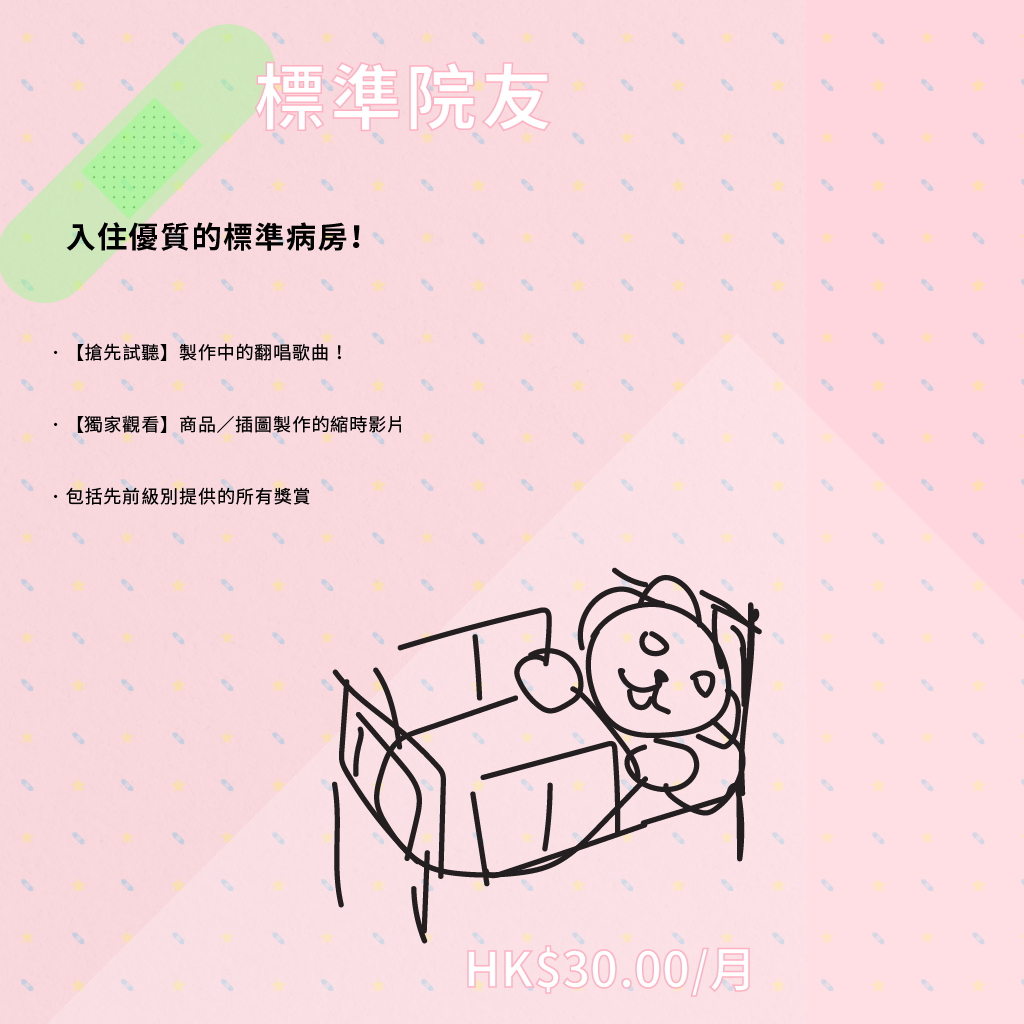 標準院友
入住優質的標準病房！
・【搶先試聽】製作中的翻唱歌曲！
・【獨家觀看】商品／插圖製作的縮時影片
・包括先前級別提供的所有獎賞
HK$30.00/月